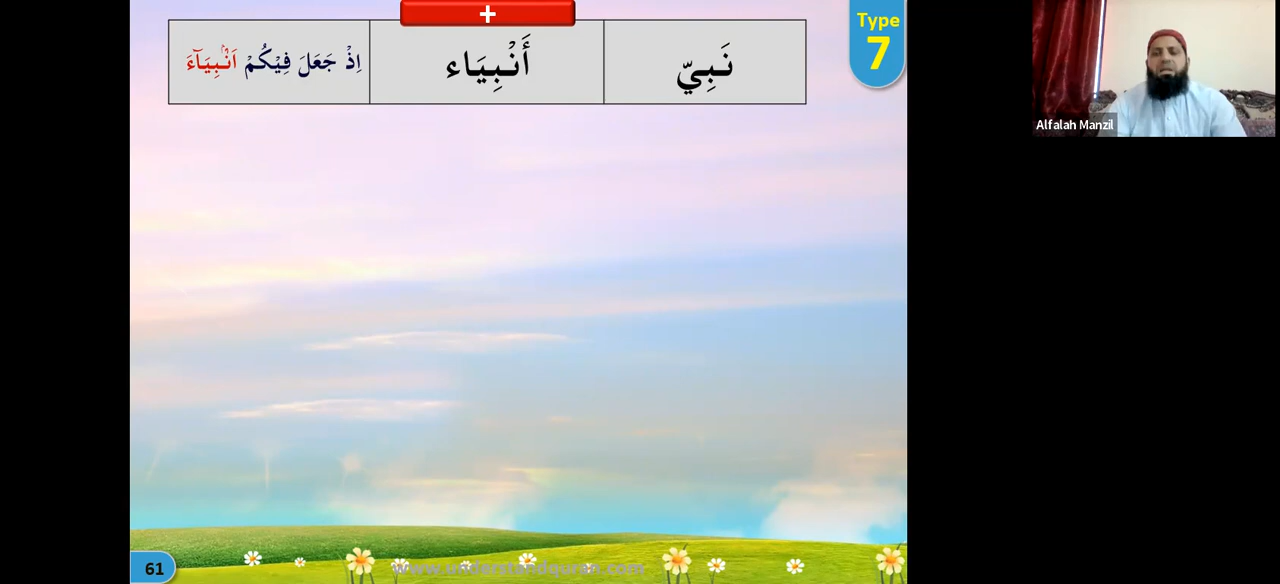 +
Type
7
نَبِيّ
أَنْۢبِيَاء
اِذْ جَعَلَ فِيْكُمْ اَنْۢبِيَآءَ
Alfalah Manzil
61
www.understandquran.com